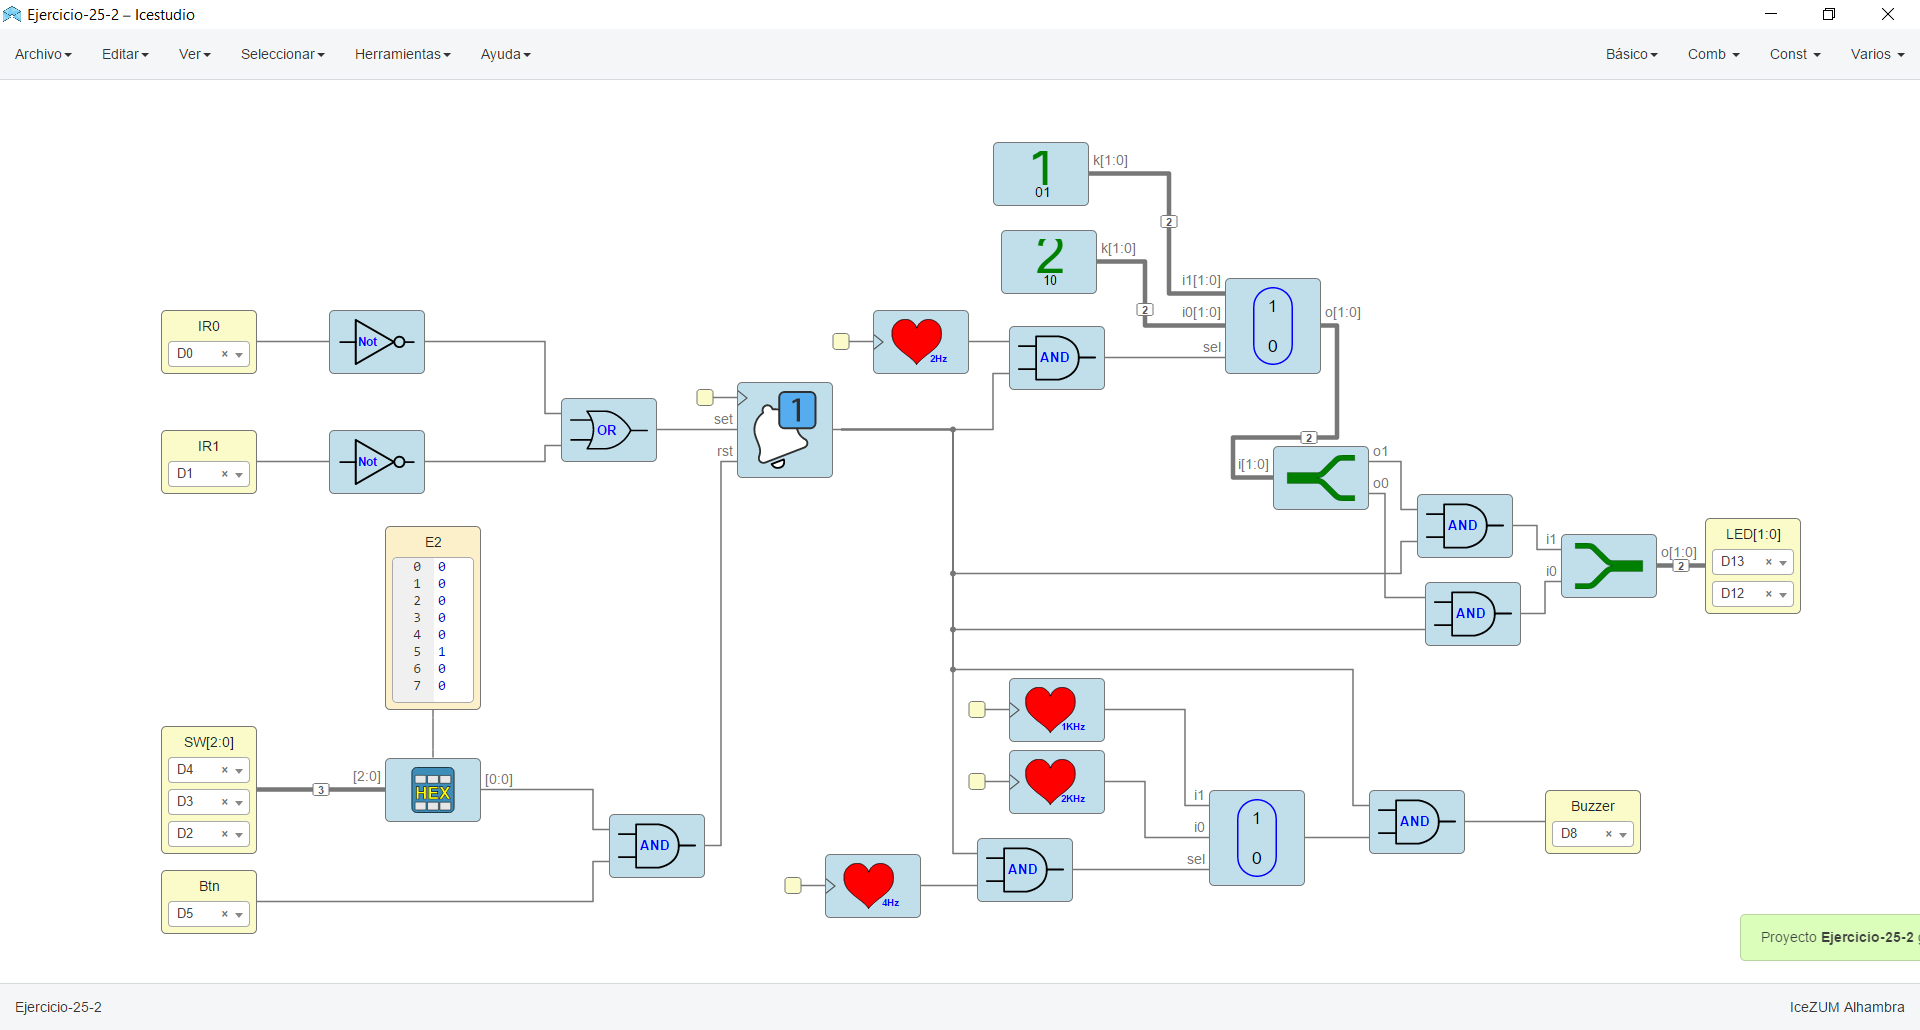 Ejercicio-25-2 – Icestudio
Archivo Editar Ver Seleccionar Herramientas Ayuda Básico Comb Const Varios
1
01
k[1:0]
2
2
10
k[1:0]
2
i1[1:0]
i0[1:0]
sel
1
0
o[1:0]
IR0
D0 ×
Not
2Hz
AND
IR1
D1 ×
Not
OR
set
rst
1
2
i[1:0]
o1
o0
AND
AND
i1
i0
o[1:0]
2
LED[1:0]
D13 ×
D12 ×
E2
0 0
1 0
2 0
3 0
4 0
5 1
6 0
7 0
SW[2:0]
D4 ×
D3 ×
D2 ×
3
[2:0]
HEX
[0:0]
AND
Btn
D5 ×
1KHz
2KHz
4Hz
AND
i1
i0
sel
1
0
AND
Buzzer
D8 ×
Proyecto Ejercicio-25-2
Ejercicio-25-2
IceZUM Alhambra